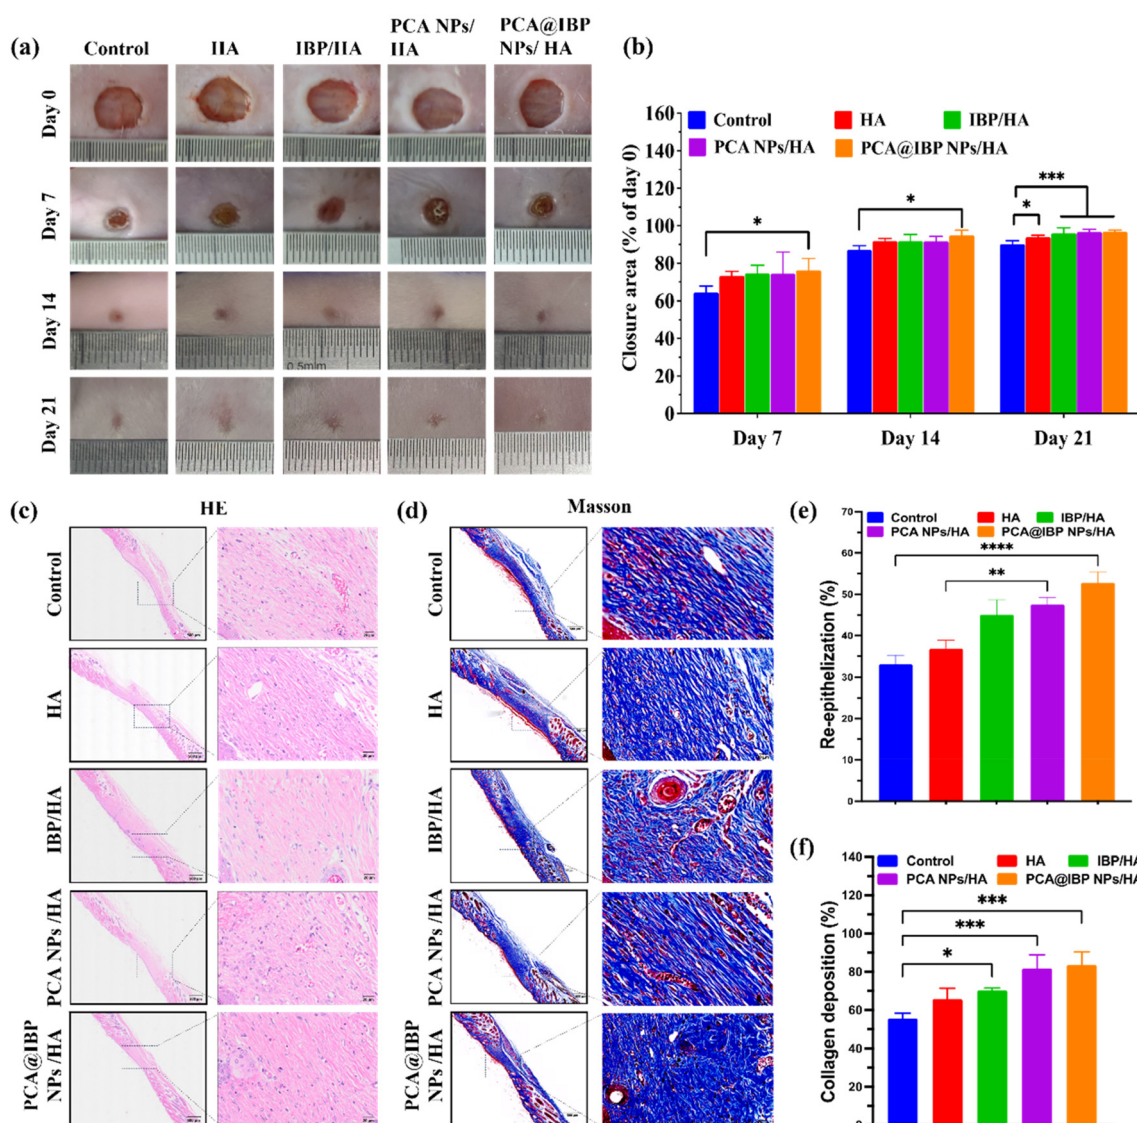 (a)
Control
IIA
IBP/IIA
PCA NPs/
IIA
PCA@IBP
NPs/ HA
Day 0
Day 7
Day 14
0.5mm
Day 21
(b)
Closure area (% of day 0)
160
140
120
100
80
60
40
20
0
Control
HA
IBP/HA
PCA NPs/HA
PCA@IBP NPs/HA
*
*
*
***
Day 7
Day 14
Day 21
(c)
HE
Control
HA
IBP/HA
PCA NPs /HA
PCA@IBP
NPs /HA
(d)
Masson
Control
HA
IBP/HA
PCA NPs /HA
PCA@IBP
NPs /HA
(e)
Re-epithelization (%)
70
60
50
40
30
20
10
0
Control
HA
IBP/HA
PCA NPs/HA
PCA@IBP NPs/HA
****
**
(f)
Collagen deposition (%)
140
120
100
80
60
40
20
Control
HA
IBP/HA
PCA NPs/HA
PCA@IBP NPs/HA
***
***
*